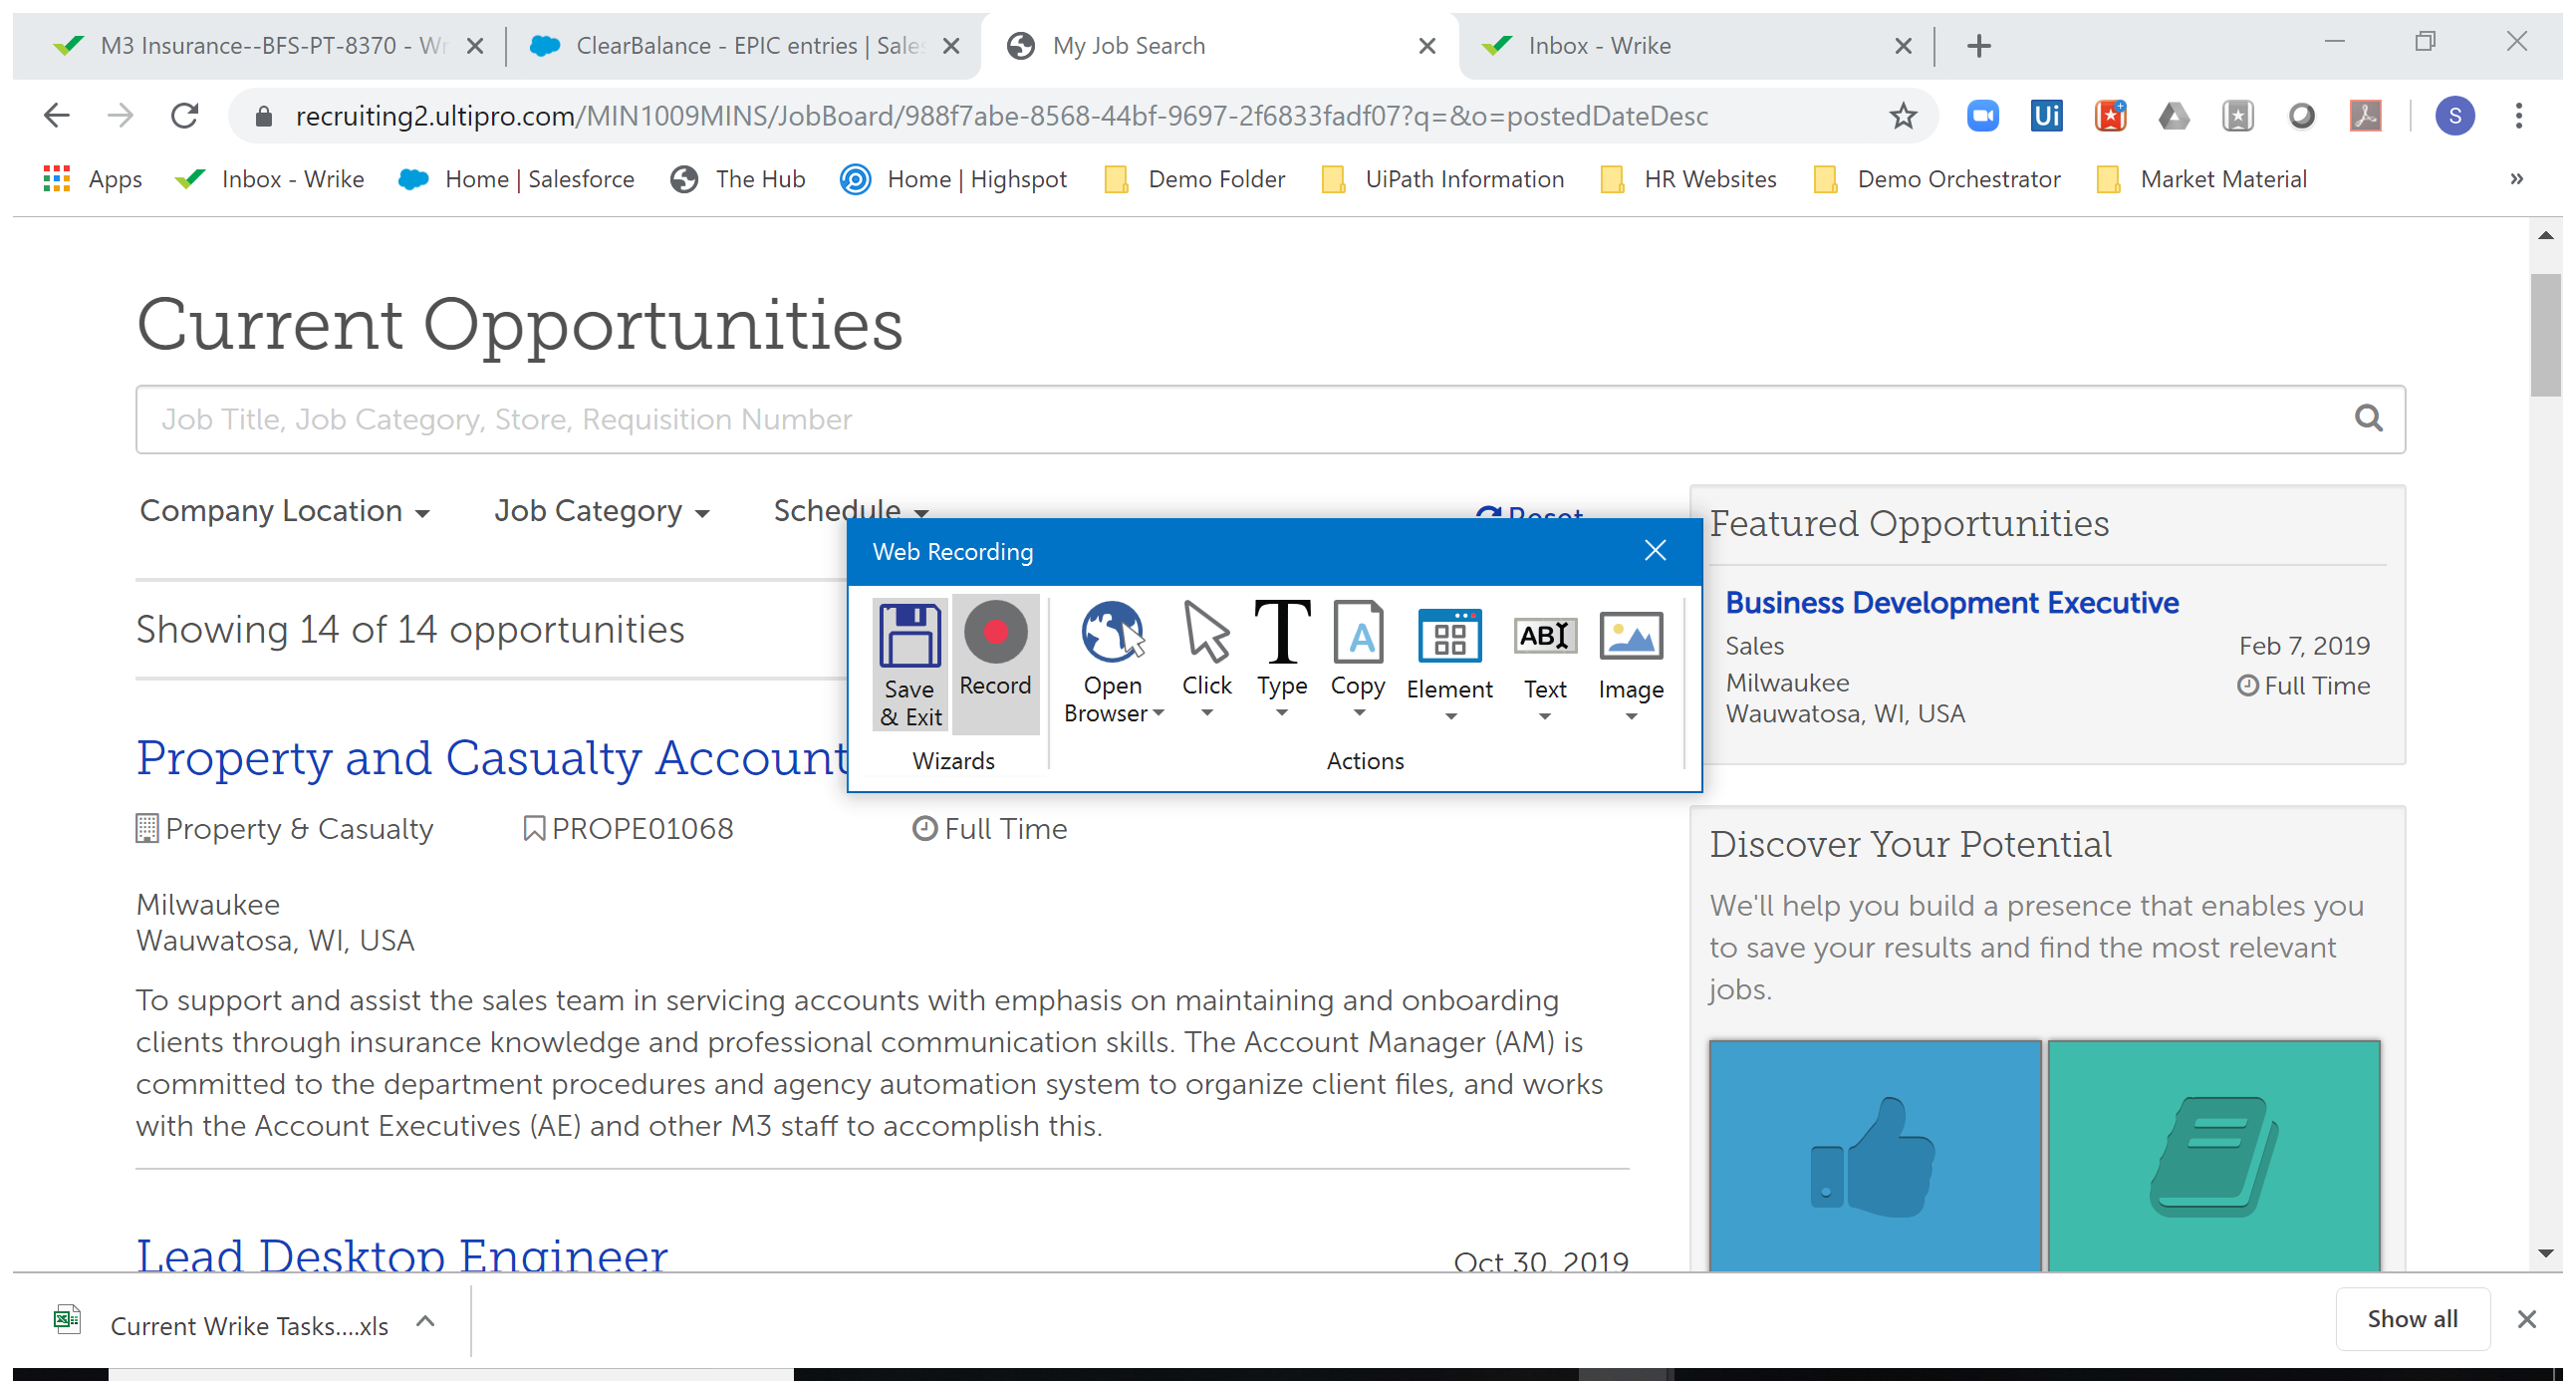 M3 Insurance--BFS-PT-8370 - Wr
ClearBalance - EPIC entries | Sales
My Job Search
Inbox - Wrike
recruiting2.ultipro.com/MIN1009MINS/JobBoard/988f7abe-8568-44bf-9697-2f6833fadf07?q=&o=postedDateDesc
Ui
S
Apps
Inbox - Wrike
Home | Salesforce
The Hub
Home | Highspot
Demo Folder
UiPath Information
HR Websites
Demo Orchestrator
Market Material
»
Current Opportunities
Job Title, Job Category, Store, Requisition Number
Company Location
Job Category
Schedule
Reset
Showing 14 of 14 opportunities
Web Recording
Save & Exit
Record
Wizards
Open Browser
Click
T
Type
A
Copy
Element
ABI
Text
Image
Actions
Property and Casualty Account
Property & Casualty
PROPE01068
Full Time
Milwaukee
Wauwatosa, WI, USA
To support and assist the sales team in servicing accounts with emphasis on maintaining and onboarding
clients through insurance knowledge and professional communication skills. The Account Manager (AM) is
committed to the department procedures and agency automation system to organize client files, and works
with the Account Executives (AE) and other M3 staff to accomplish this.
Lead Desktop Engineer
Oct 30, 2019
Featured Opportunities
Business Development Executive
Sales
Feb 7, 2019
Milwaukee
Full Time
Wauwatosa, WI, USA
Discover Your Potential
We'll help you build a presence that enables you
to save your results and find the most relevant
jobs.
Current Wrike Tasks....xls
Show all